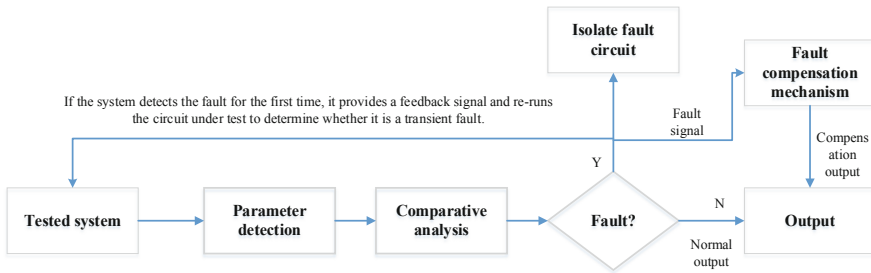 Isolate fault
circuit
Fault
compensation
mechanism
If the system detects the fault for the first time, it provides a feedback signal and re-runs
the circuit under test to determine whether it is a transient fault.
Fault
signal
Compens
ation
output
Y
Tested system
Parameter
detection
Comparative
analysis
Fault?
N
Normal
output
Output